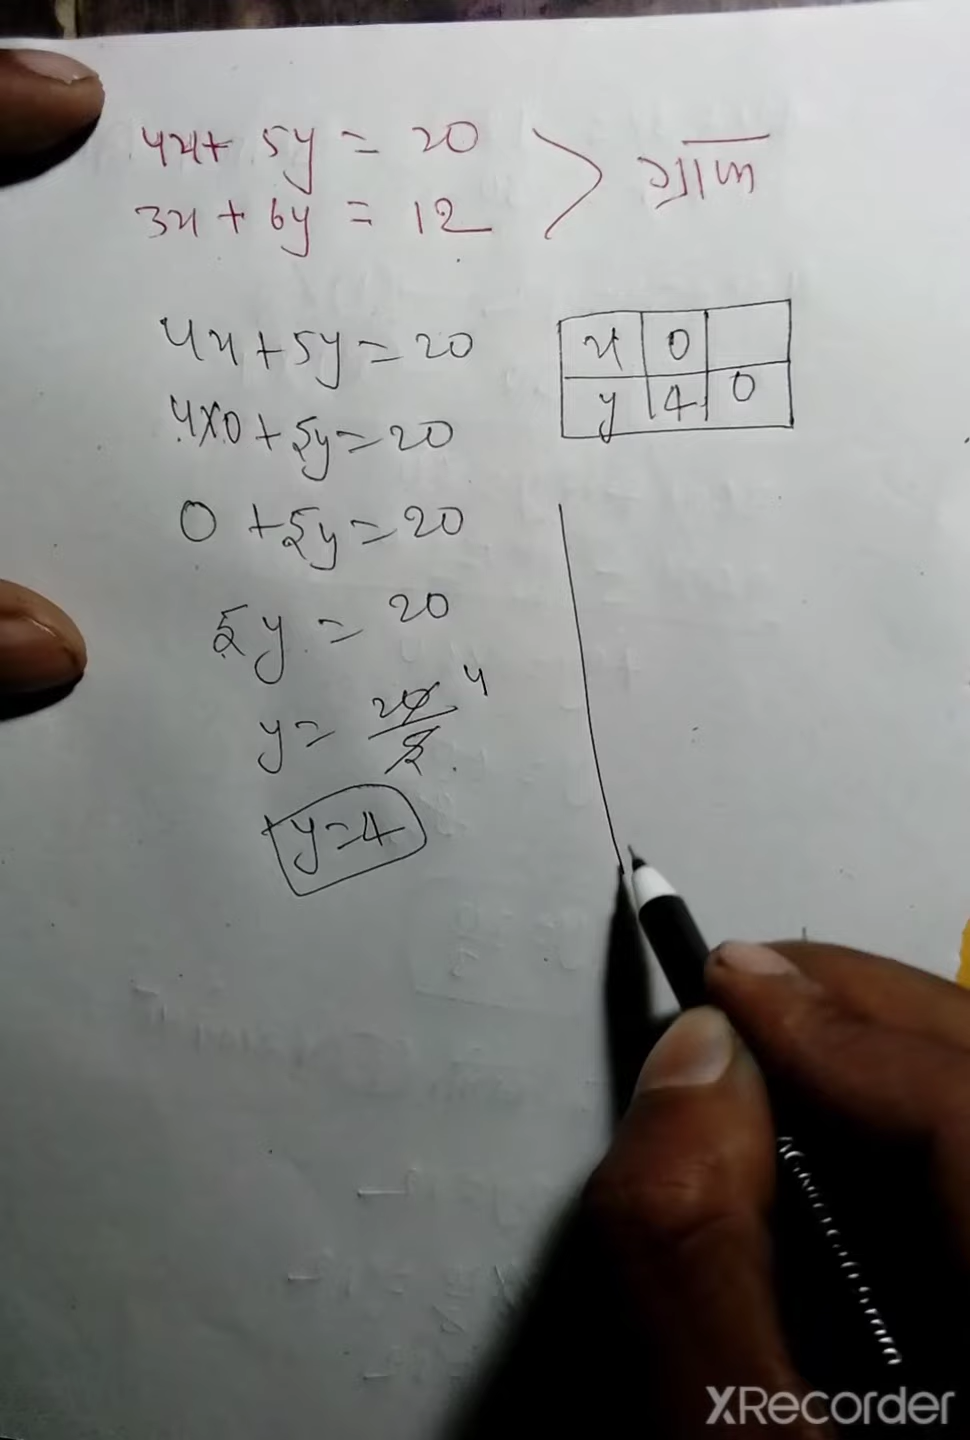 4x + 5y = 20
3x + 6y = 12
4x + 5y = 20
4×0 + 5y = 20
0 + 5y = 20
5y = 20
y = 20/5 4
y = 4
x 0
y 4 0
XRecorder